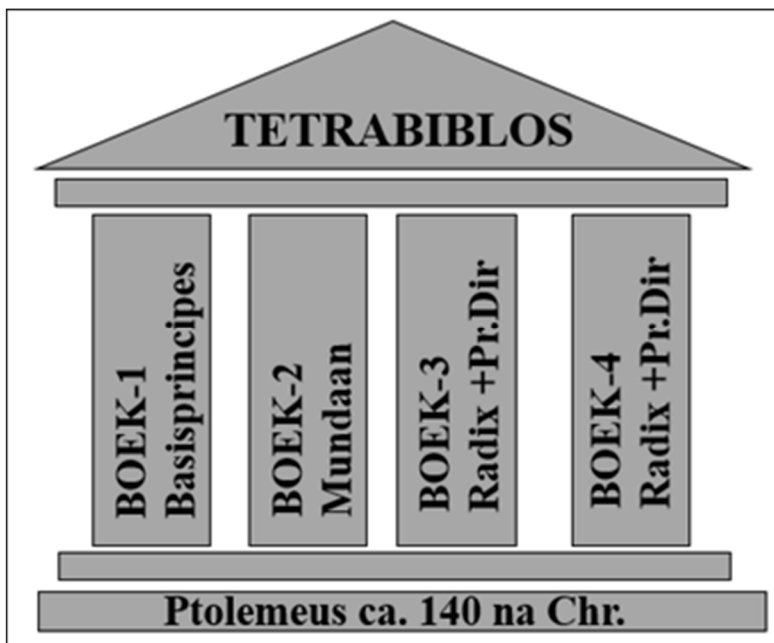 TETRABIBLOS
BOEK-1
Basisprincipes
BOEK-2
Mundaan
BOEK-3
Radix +Pr.Dir
BOEK-4
Radix +Pr.Dir
Ptolemeus ca. 140 na Chr.